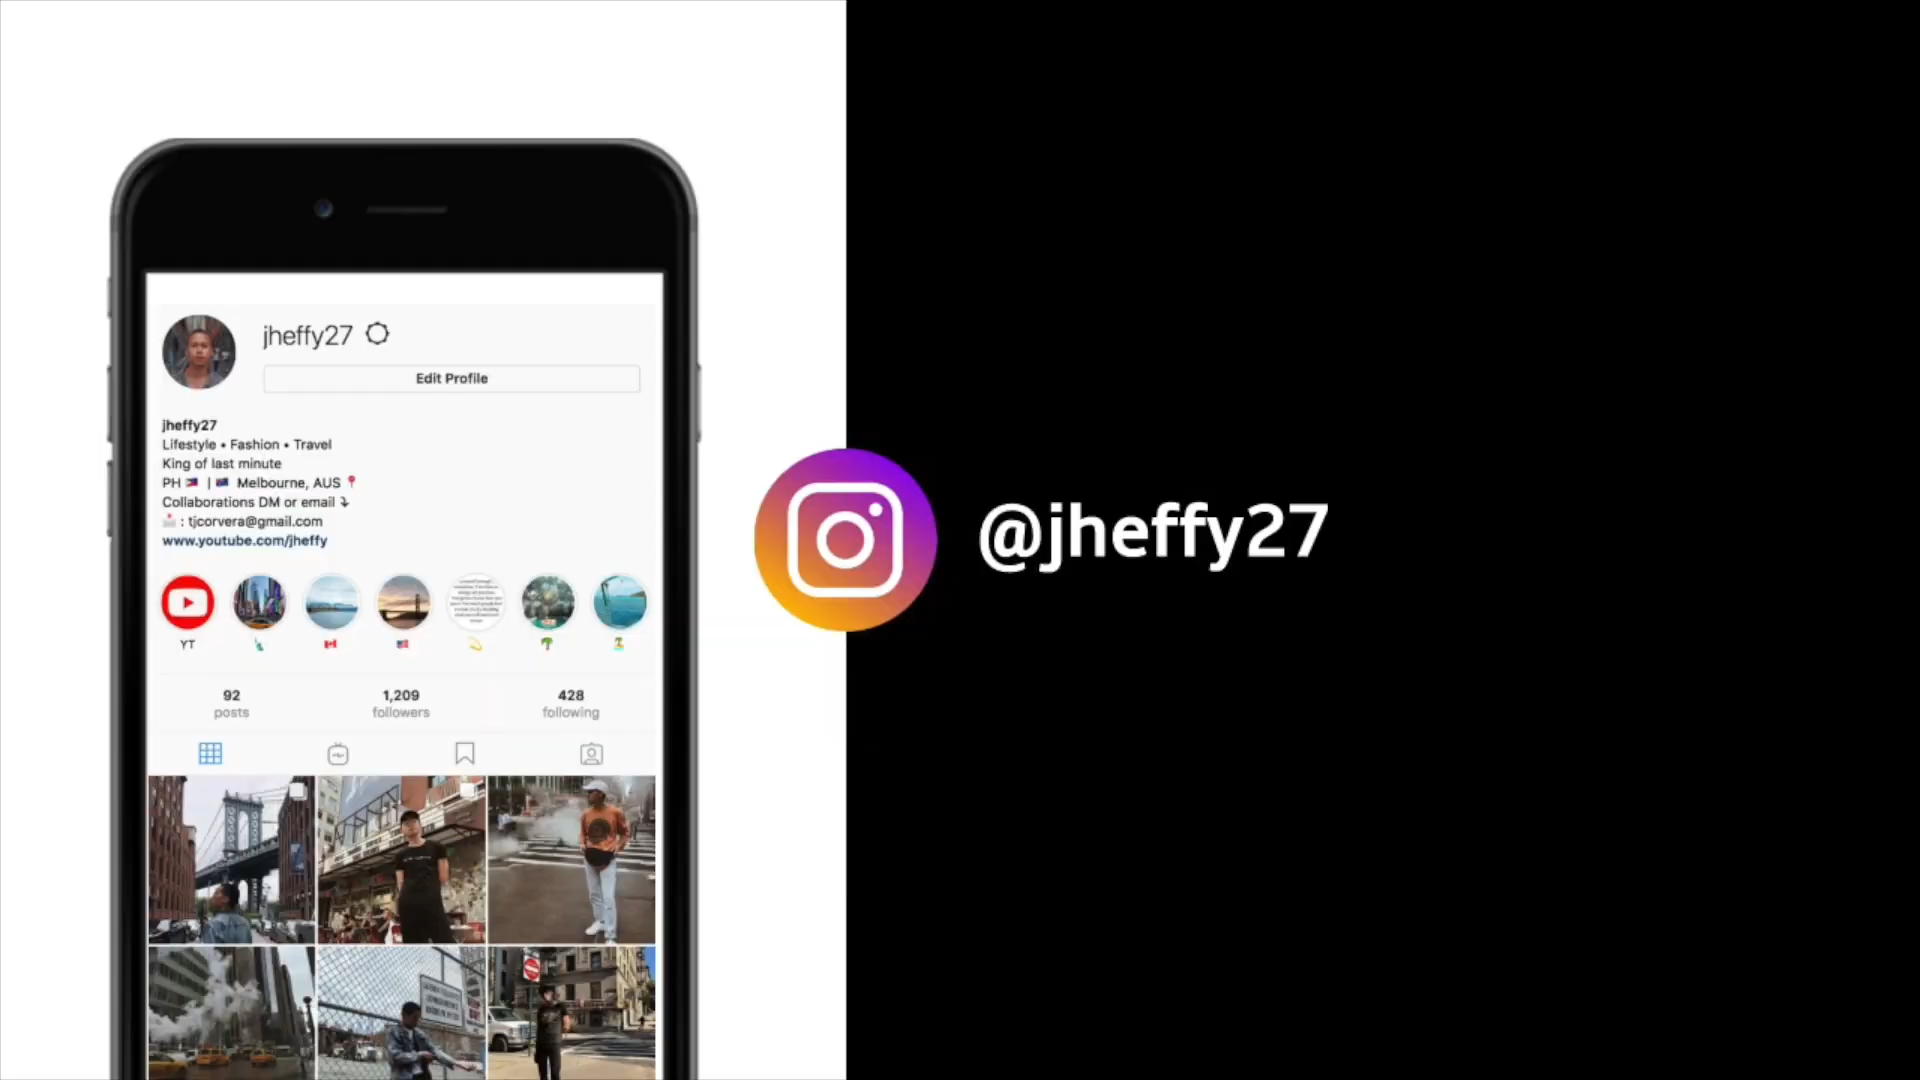 jheffy27
Edit Profile
jheffy27
Lifestyle • Fashion • Travel
King of last minute
PH 🇵🇭 | 🇦🇺 Melbourne, AUS 📍
Collaborations DM or email ⤵
📩 : tjcorvera@gmail.com
www.youtube.com/jheffy
YT
92 1,209 428
posts followers following
@jheffy27